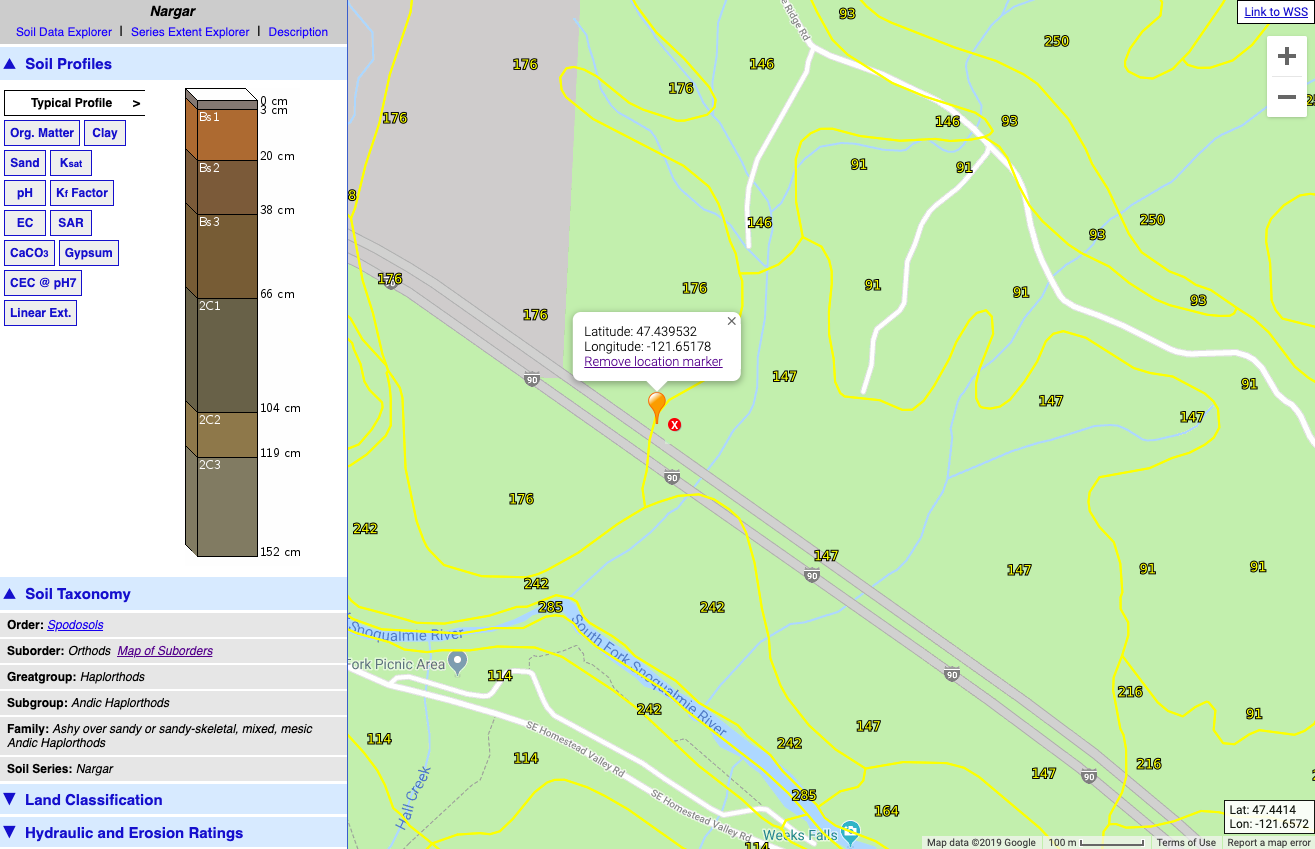 Nargar
Soil Data Explorer | Series Extent Explorer | Description
▲ Soil Profiles
Typical Profile >
Org. Matter Clay
Sand Ksat
pH Kf Factor
EC SAR
CaCO3 Gypsum
CEC @ pH7
Linear Ext.
0 cm
3 cm
Bs1
20 cm
Bs2
38 cm
Bs3
66 cm
2C1
104 cm
2C2
119 cm
2C3
152 cm
▲ Soil Taxonomy
Order: Spodosols
Suborder: Orthods Map of Suborders
Greatgroup: Haplorthods
Subgroup: Andic Haplorthods
Family: Ashy over sandy or sandy-skeletal, mixed, mesic
Andic Haplorthods
Soil Series: Nargar
▼ Land Classification
▼ Hydraulic and Erosion Ratings
Link to WSS
+
−
93
250
Ridge Rd
176
146
176
176
146
93
91
91
8
146
250
93
176
176
91
91
93
176
Latitude: 47.439532
Longitude: -121.65178
Remove location marker
×
90
147
91
147
147
X
90
176
242
147
90
147
91
91
242
285
242
Snoqualmie River
South Fork Snoqualmie River
Fork Picnic Area
114
90
216
242
91
147
114
242
SE Homestead Valley Rd
114
147
216
90
Hall Creek
285
SE Homestead Valley Rd
164
Weeks Falls
114
Lat: 47.4414
Lon: -121.6572
Map data ©2019 Google 100 m Terms of Use Report a map error